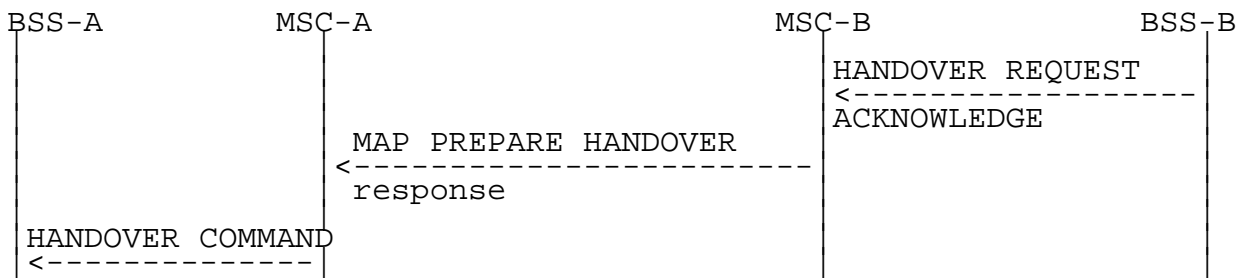 BSS-A MSC-A MSC-B BSS-B
HANDOVER REQUEST
ACKNOWLEDGE
MAP PREPARE HANDOVER
response
HANDOVER COMMAND